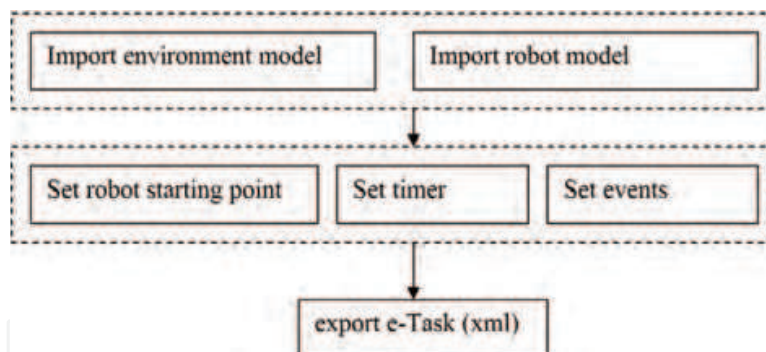 Import environment model
Import robot model
Set robot starting point
Set timer
Set events
export e-Task (xml)